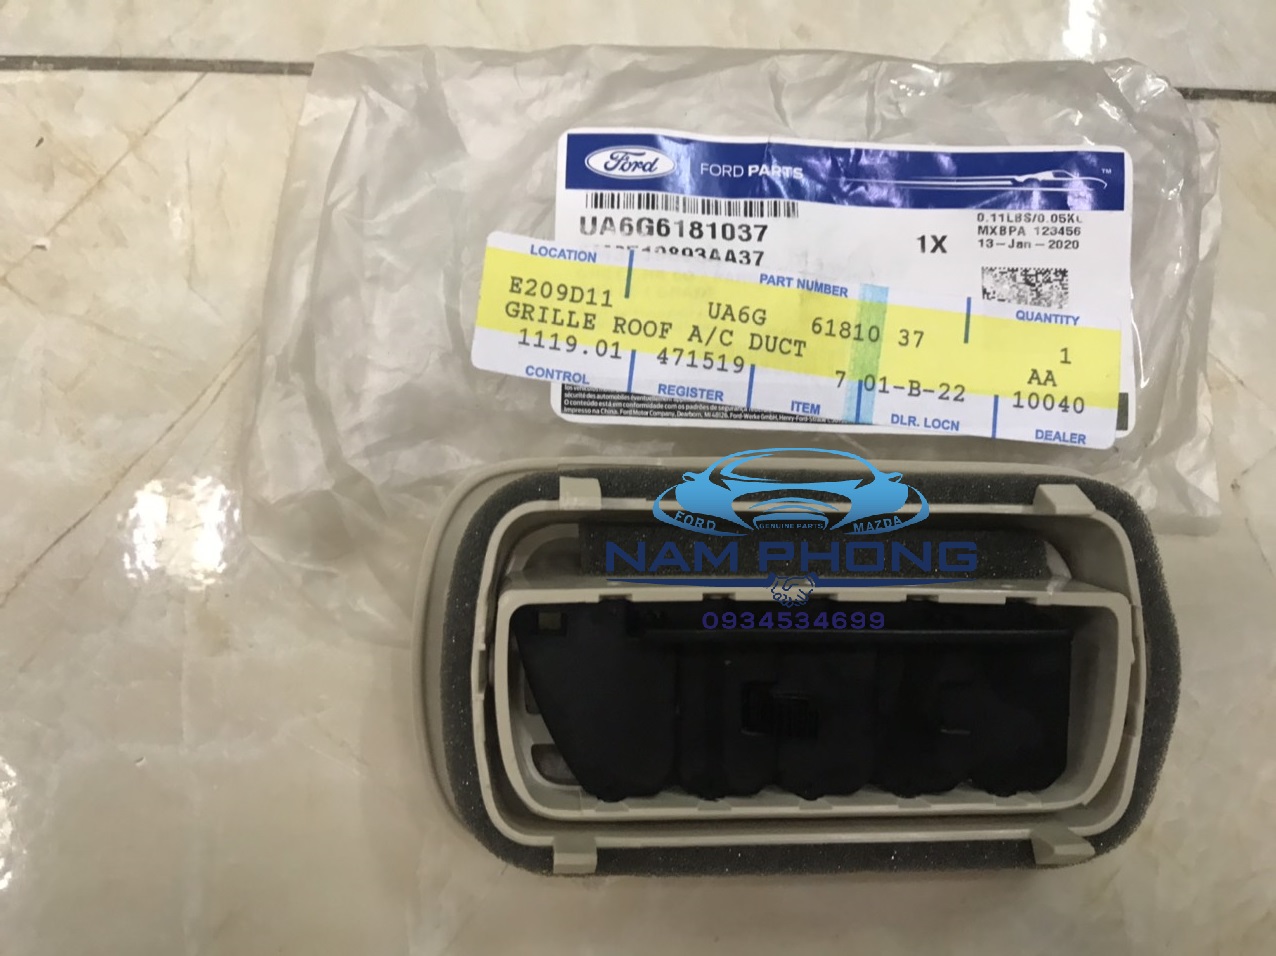 Ford
FORD PARTS
TM
UA6G6181037
1X
0.11LBS/0.05K
MXBPA 123456
13-Jan-2020
LOCATION
PART NUMBER
QUANTITY
E209D11
UA6G 61810 37
1
GRILLE ROOF A/C DUCT
AA
1119.01
471519
7
01-B-22
10040
CONTROL
REGISTER
ITEM
DLR. LOCN
DEALER
FORD
GENUINE PARTS
MAZDA
NAM PHONG
0934534699